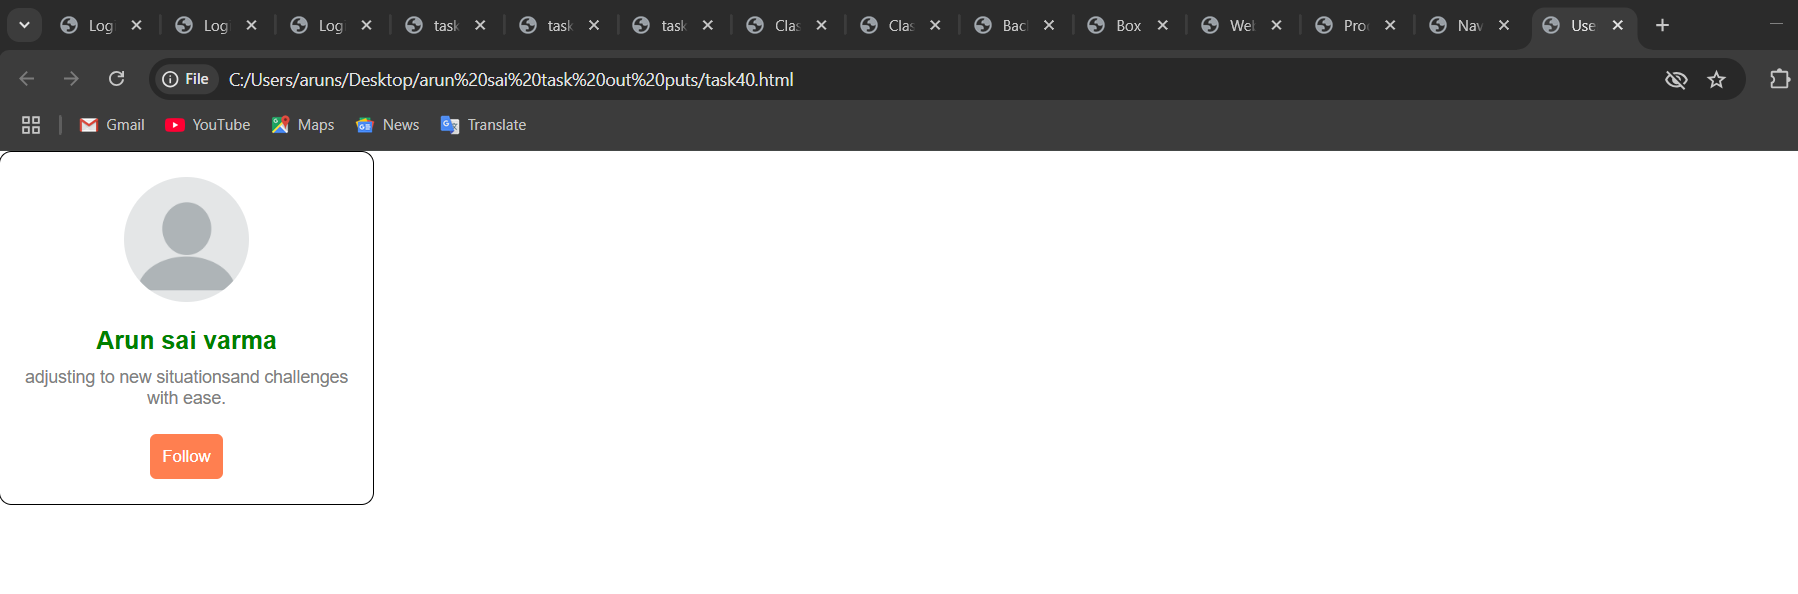 Log Log Log task task task Clas Clas Bac Box Web Pro Nav Use
File C:/Users/aruns/Desktop/arun%20sai%20task%20out%20puts/task40.html
Gmail YouTube Maps News Translate
Arun sai varma
adjusting to new situationsand challenges
with ease.
Follow